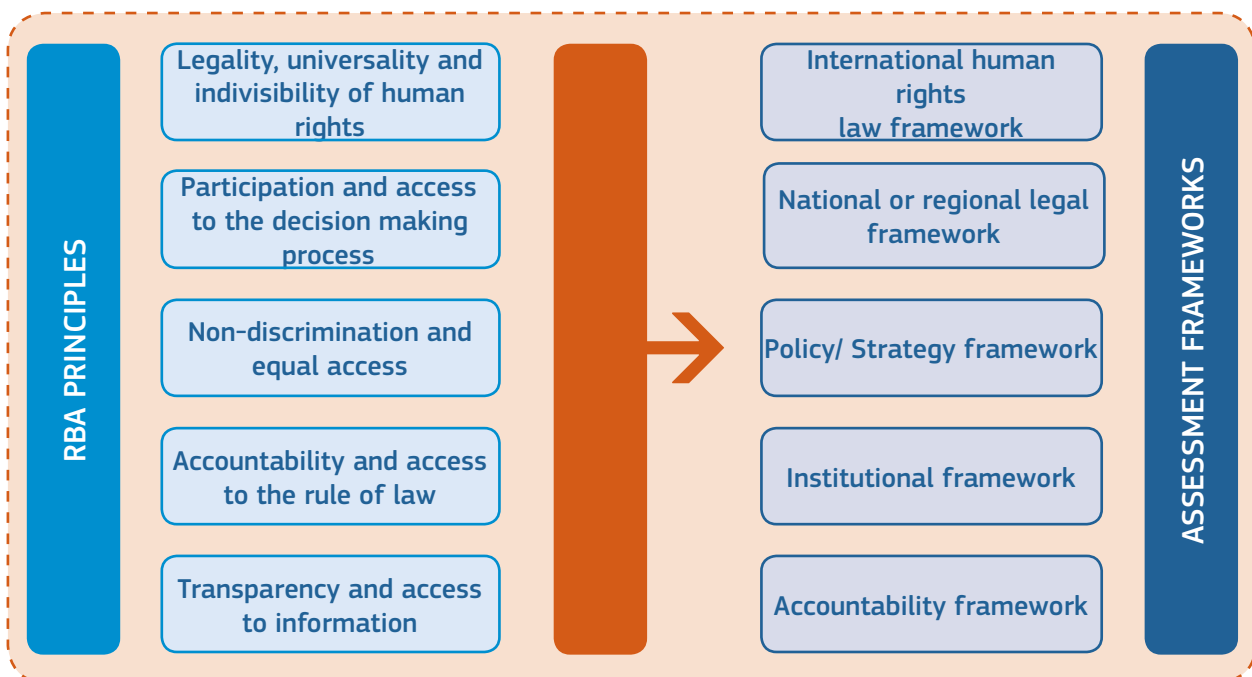 RBA PRINCIPLES
Legality, universality and
indivisibility of human
rights
Participation and access
to the decision making
process
Non-discrimination and
equal access
Accountability and access
to the rule of law
Transparency and access
to information
International human
rights
law framework
National or regional legal
framework
Policy/ Strategy framework
Institutional framework
Accountability framework
ASSESSMENT FRAMEWORKS